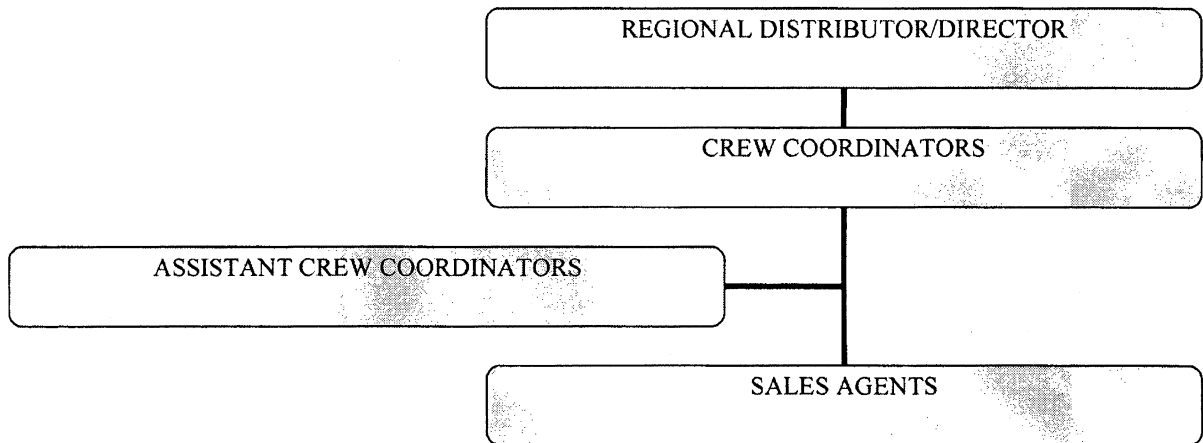 REGIONAL DISTRIBUTOR/DIRECTOR
CREW COORDINATORS
ASSISTANT CREW COORDINATORS
SALES AGENTS